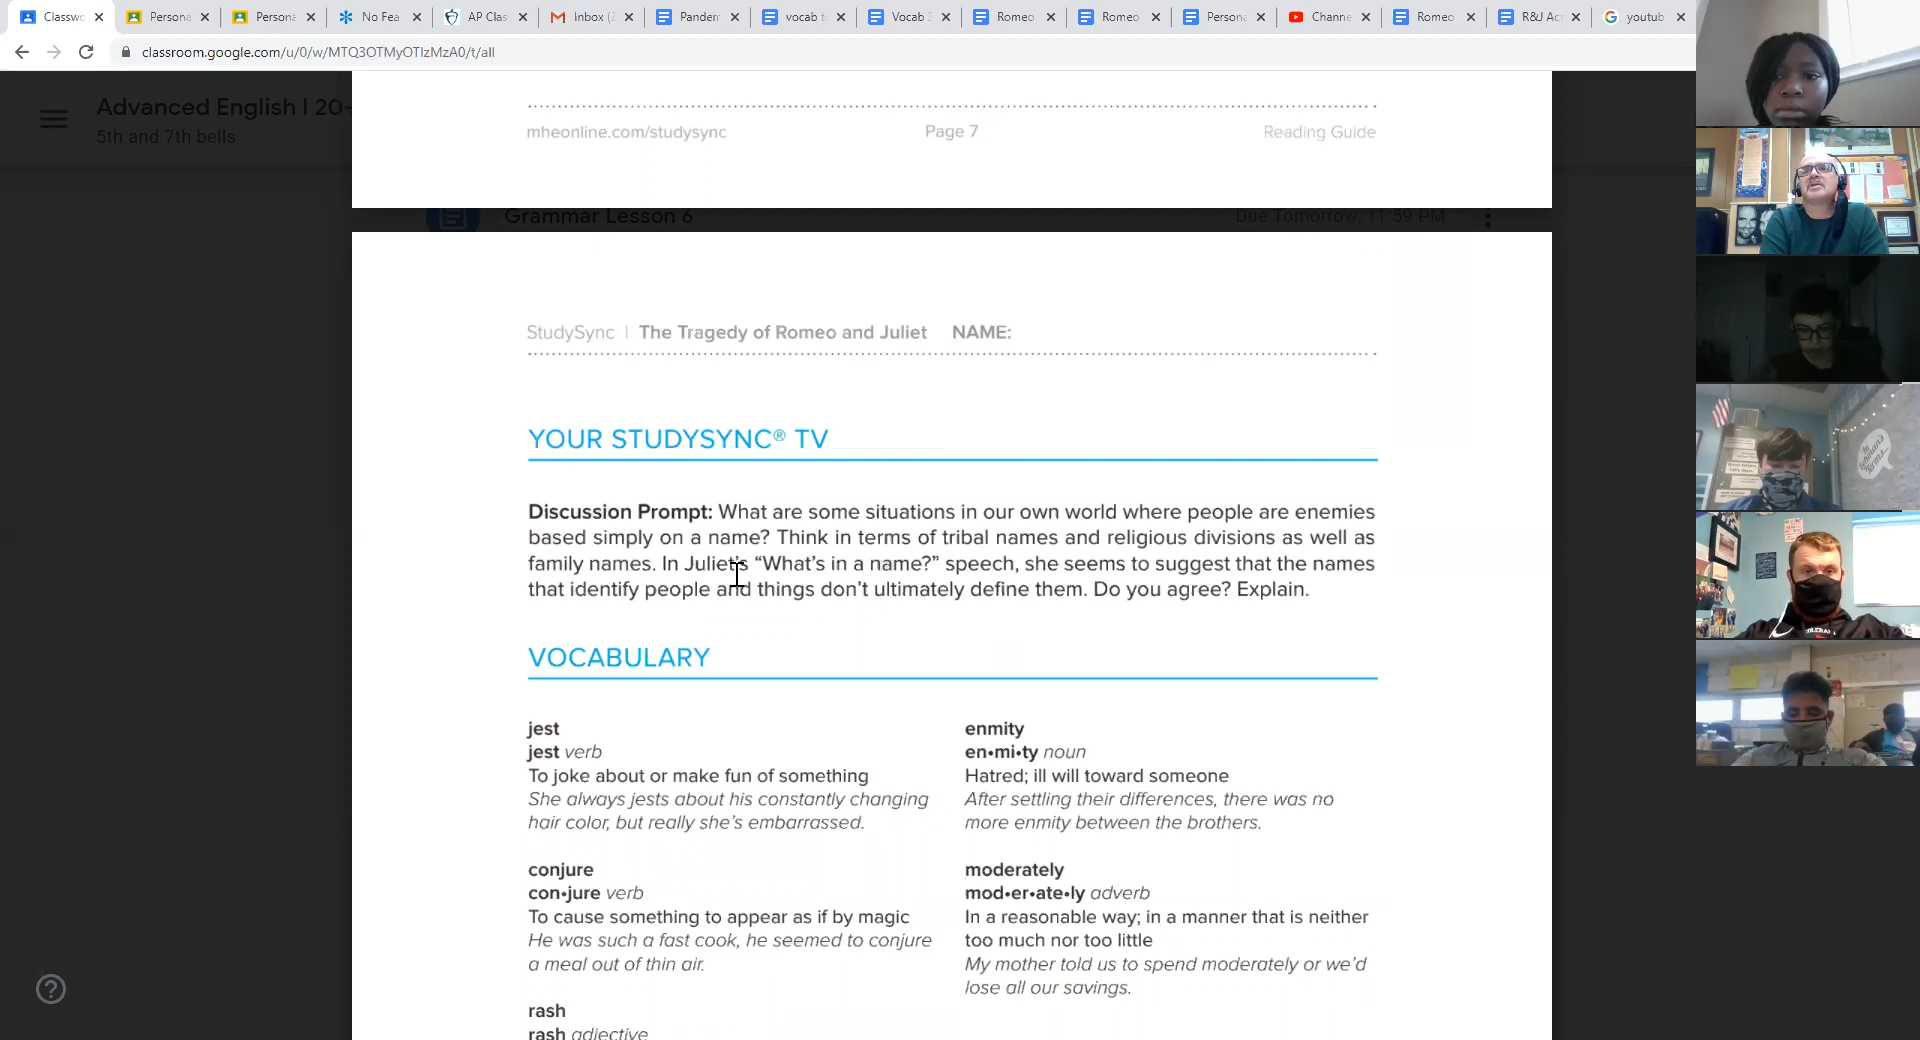 Classwo
Persona
Persona
No Fea
AP Clas
Inbox (2
Pandem
vocab t
Vocab
Romeo
Romeo
Persona
Channe
Romeo
R&J Ac
youtub
classroom.google.com/u/0/w/MTQ3OTMyOTIzMzA0/t/all
Advanced English I 20-
5th and 7th bells
mheonline.com/studysync Page 7 Reading Guide
Grammar Lesson 6 Due Tomorrow, 11:59 PM
StudySync | The Tragedy of Romeo and Juliet NAME:
YOUR STUDYSYNC® TV
Discussion Prompt: What are some situations in our own world where people are enemies
based simply on a name? Think in terms of tribal names and religious divisions as well as
family names. In Juliet's “What’s in a name?” speech, she seems to suggest that the names
that identify people and things don’t ultimately define them. Do you agree? Explain.
VOCABULARY
jest
jest verb
To joke about or make fun of something
She always jests about his constantly changing
hair color, but really she’s embarrassed.
conjure
con•jure verb
To cause something to appear as if by magic
He was such a fast cook, he seemed to conjure
a meal out of thin air.
rash
rash adjective
enmity
en•mi•ty noun
Hatred; ill will toward someone
After settling their differences, there was no
more enmity between the brothers.
moderately
mod•er•ate•ly adverb
In a reasonable way; in a manner that is neither
too much nor too little
My mother told us to spend moderately or we’d
lose all our savings.